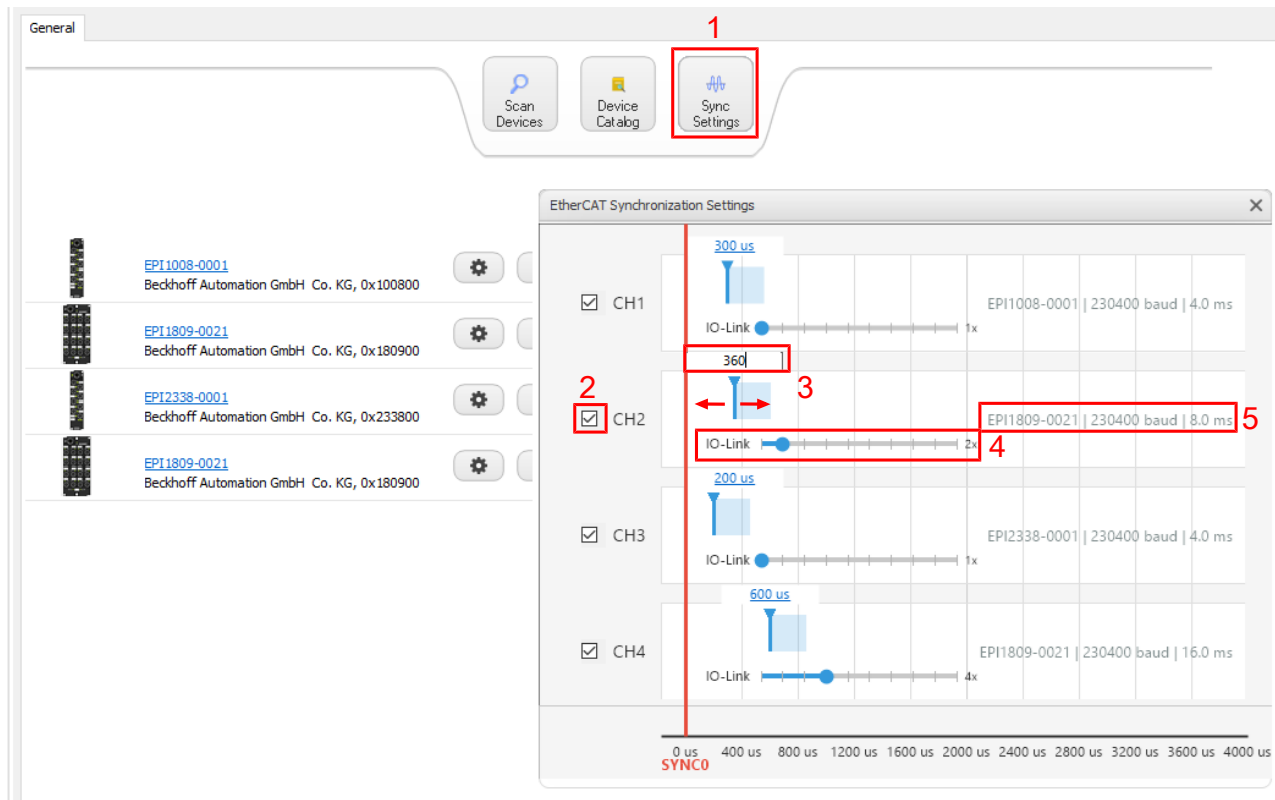 General
1
Scan
Devices
Device
Catalog
Sync
Settings
EtherCAT Synchronization Settings
EPI1008-0001
Beckhoff Automation GmbH Co. KG, 0x100800
EPI1809-0021
Beckhoff Automation GmbH Co. KG, 0x180900
EPI2338-0001
Beckhoff Automation GmbH Co. KG, 0x233800
EPI1809-0021
Beckhoff Automation GmbH Co. KG, 0x180900
300 us
CH1
EPI1008-0001 | 230400 baud | 4.0 ms
IO-Link 1x
360
2
3
CH2
EPI1809-0021 | 230400 baud | 8.0 ms
5
IO-Link 2x
4
200 us
CH3
EPI2338-0001 | 230400 baud | 4.0 ms
IO-Link 1x
600 us
CH4
EPI1809-0021 | 230400 baud | 16.0 ms
IO-Link 4x
0 us 400 us 800 us 1200 us 1600 us 2000 us 2400 us 2800 us 3200 us 3600 us 4000 us
SYNC0